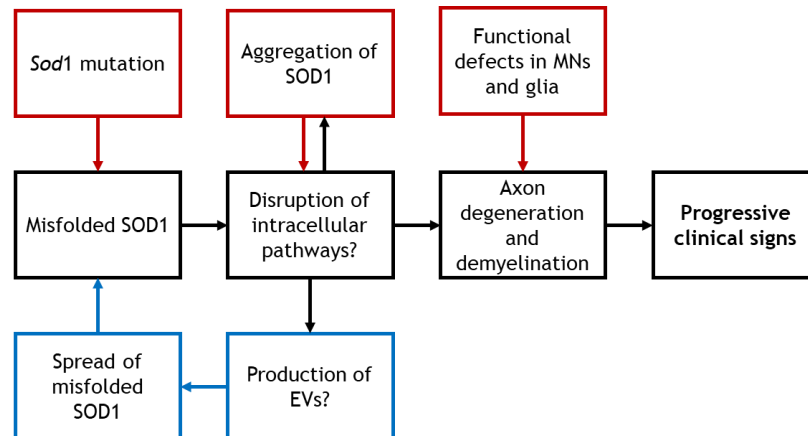 Sod1 mutation
Aggregation of
SOD1
Functional
defects in MNs
and glia
Misfolded SOD1
Disruption of
intracellular
pathways?
Axon
degeneration
and
demyelination
Progressive
clinical signs
Spread of
misfolded
SOD1
Production of
EVs?